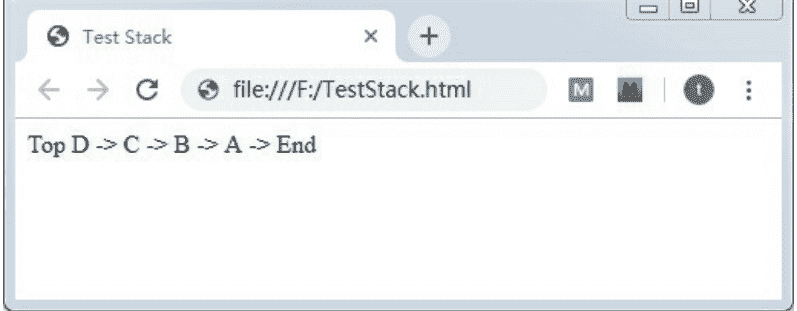 Test Stack
file:///F:/TestStack.html
M
t
Top D -> C -> B -> A -> End